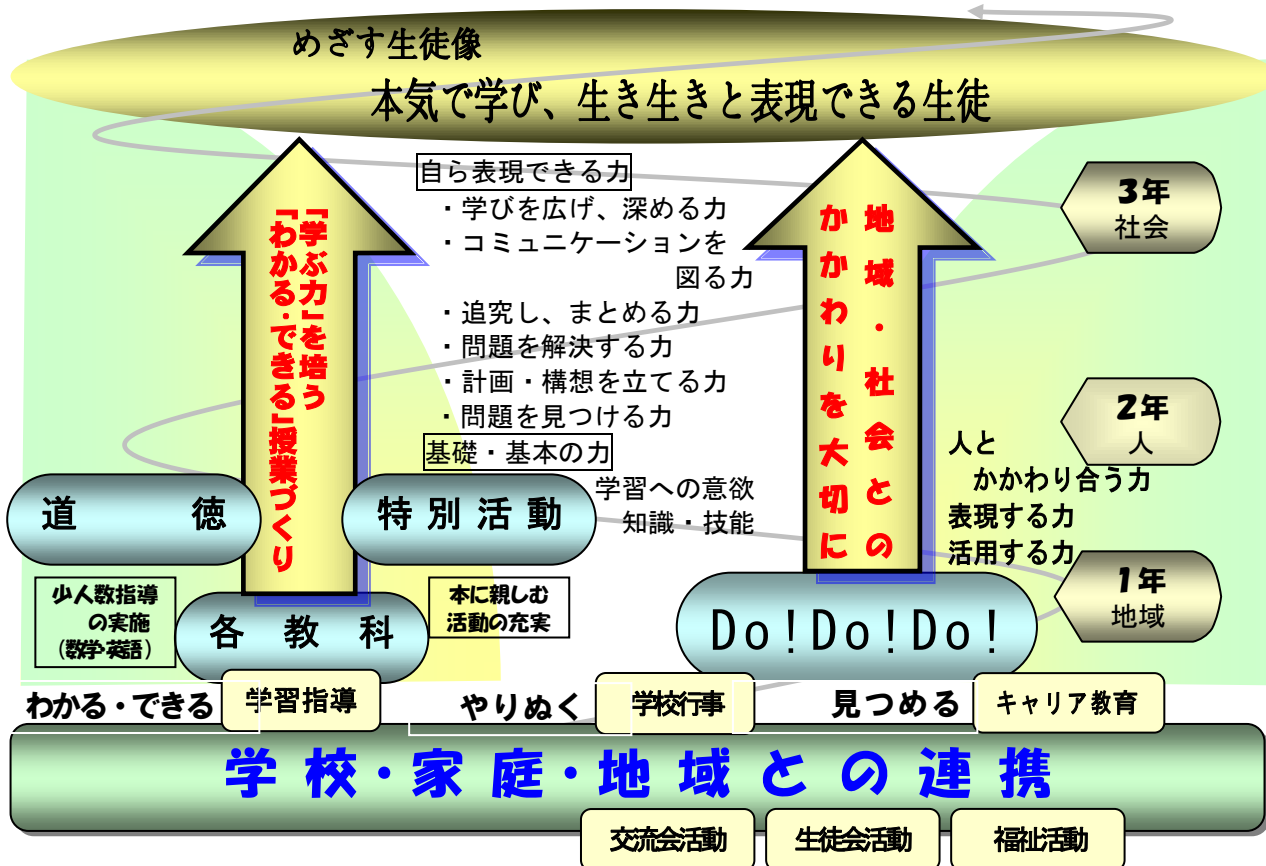 めざす生徒像
本気で学び、生き生きと表現できる生徒
自ら表現できる力
・学びを広げ、深める力
・コミュニケーションを
図る力
・追究し、まとめる力
・問題を解決する力
・計画・構想を立てる力
・問題を見つける力
基礎・基本の力
学習への意欲
知識・技能
『学ぶ力』を培う
『わかる・できる』授業づくり
地域・社会との
かかわりを大切に
3年
社会
2年
人
1年
地域
人と
かかわり合う力
表現する力
活用する力
道 徳
特別活動
少人数指導
の実施
(数学・英語)
各 教 科
本に親しむ
活動の充実
Do!Do!Do!
わかる・できる
学習指導
やりぬく
学校行事
見つめる
キャリア教育
学校・家庭・地域との連携
交流会活動
生徒会活動
福祉活動